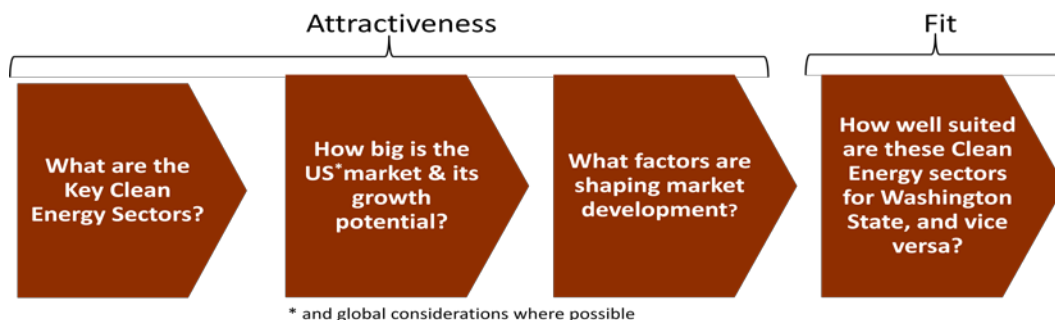 Attractiveness
Fit
What are the
Key Clean
Energy Sectors?
How big is the
US* market & its
growth
potential?
What factors are
shaping market
development?
How well suited
are these Clean
Energy sectors
for Washington
State, and vice
versa?
* and global considerations where possible